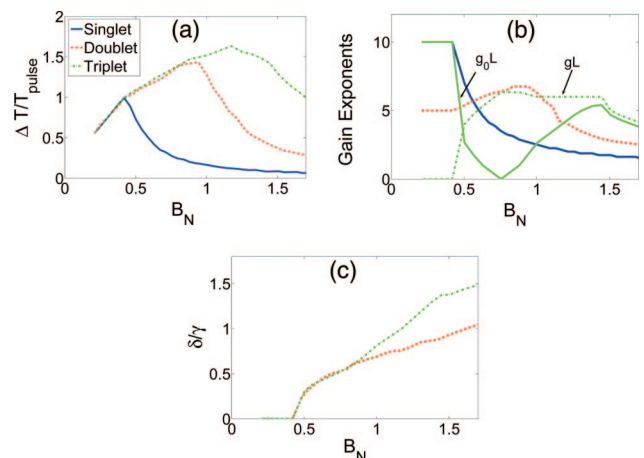 (a)
Singlet
Doublet
Triplet
Δ T/T_pulse
2
1.5
1
0.5
0
0 0.5 1 1.5
B_N
(b)
g₀L
gL
Gain Exponents
10
5
0
0 0.5 1 1.5
B_N
(c)
δ/γ
1.5
1
0.5
0
0 0.5 1 1.5
B_N